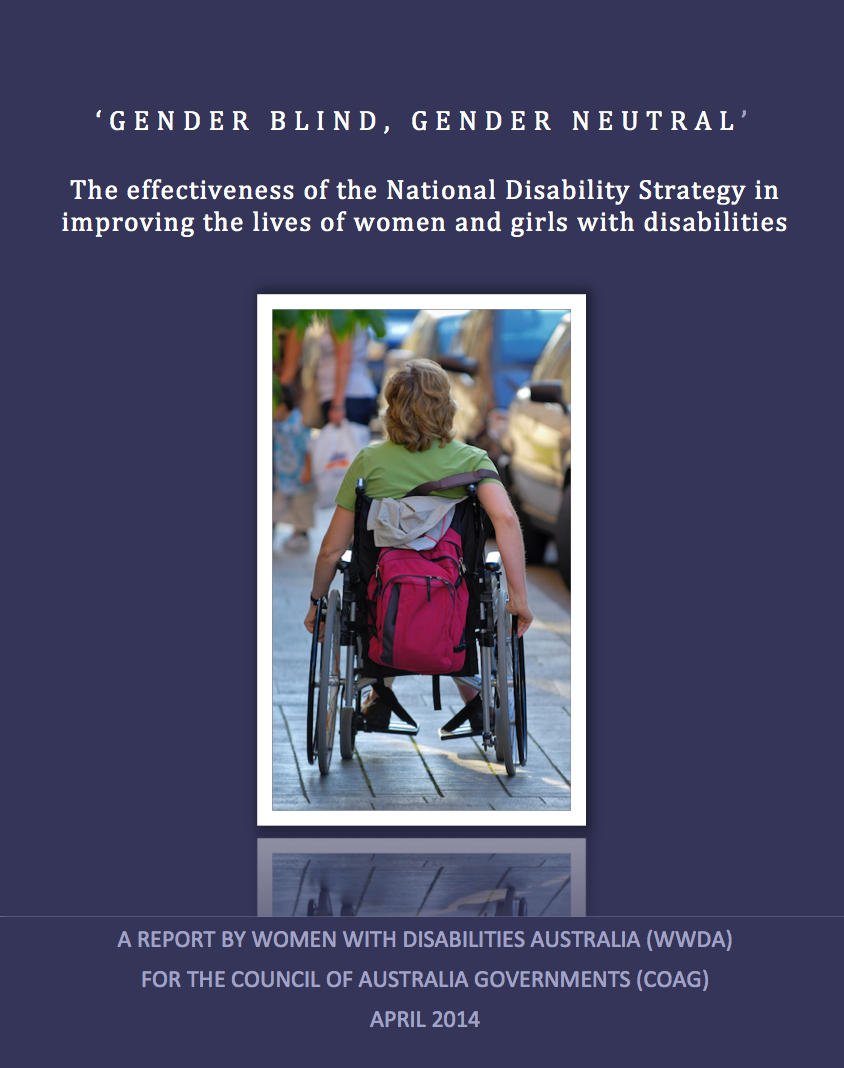 ‘GENDER BLIND, GENDER NEUTRAL’
The effectiveness of the National Disability Strategy in
improving the lives of women and girls with disabilities
A REPORT BY WOMEN WITH DISABILITIES AUSTRALIA (WWDA)
FOR THE COUNCIL OF AUSTRALIA GOVERNMENTS (COAG)
APRIL 2014